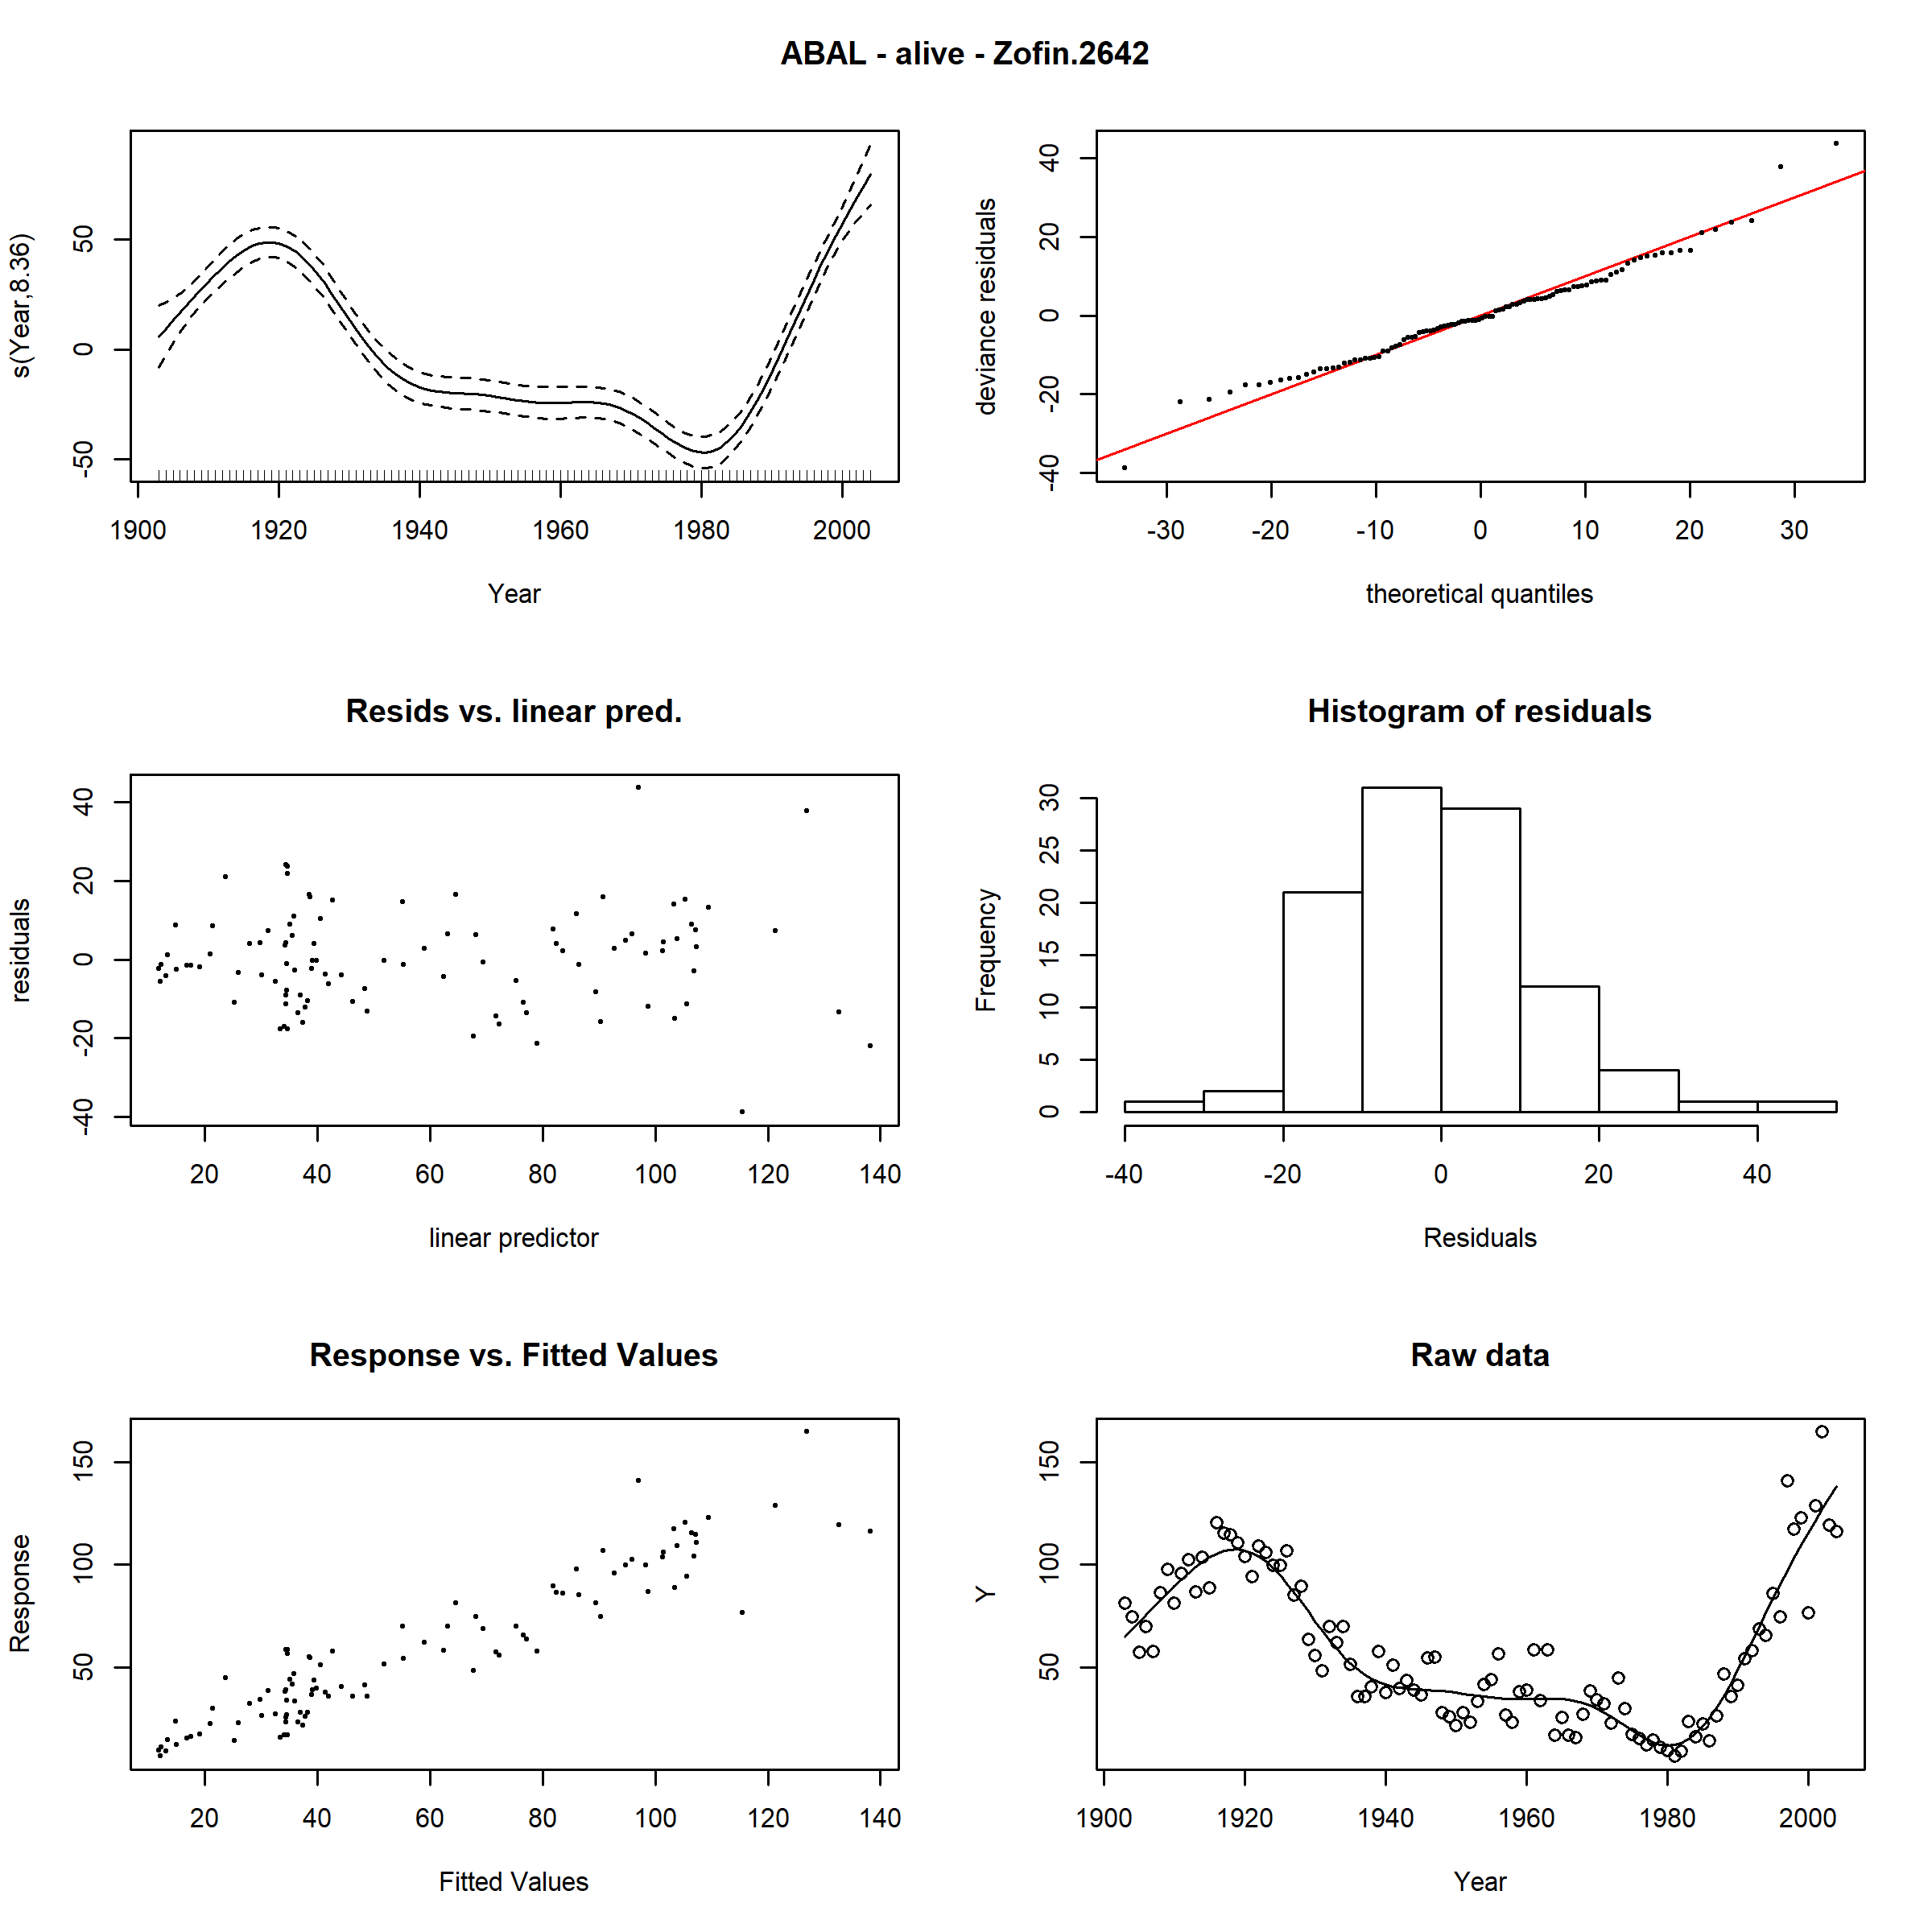 ABAL - alive - Zofin.2642
s(Year,8.36)
-50 0 50
1900 1920 1940 1960 1980 2000
Year
deviance residuals
-40 -20 0 20 40
-30 -20 -10 0 10 20 30
theoretical quantiles
Resids vs. linear pred.
residuals
-40 -20 0 20 40
20 40 60 80 100 120 140
linear predictor
Histogram of residuals
Frequency
0 5 10 15 20 25 30
-40 -20 0 20 40
Residuals
Response vs. Fitted Values
Response
50 100 150
20 40 60 80 100 120 140
Fitted Values
Raw data
Y
50 100 150
1900 1920 1940 1960 1980 2000
Year